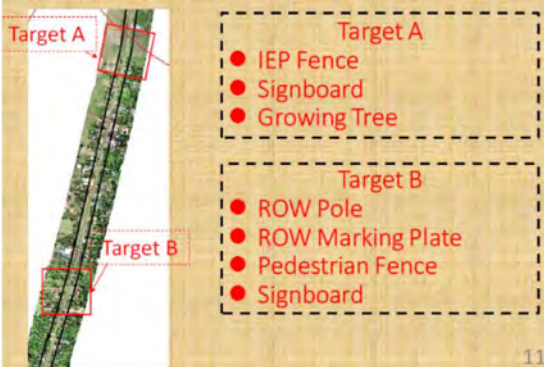 Target A
Target B
Target A
IEP Fence
Signboard
Growing Tree
Target B
ROW Pole
ROW Marking Plate
Pedestrian Fence
Signboard
11